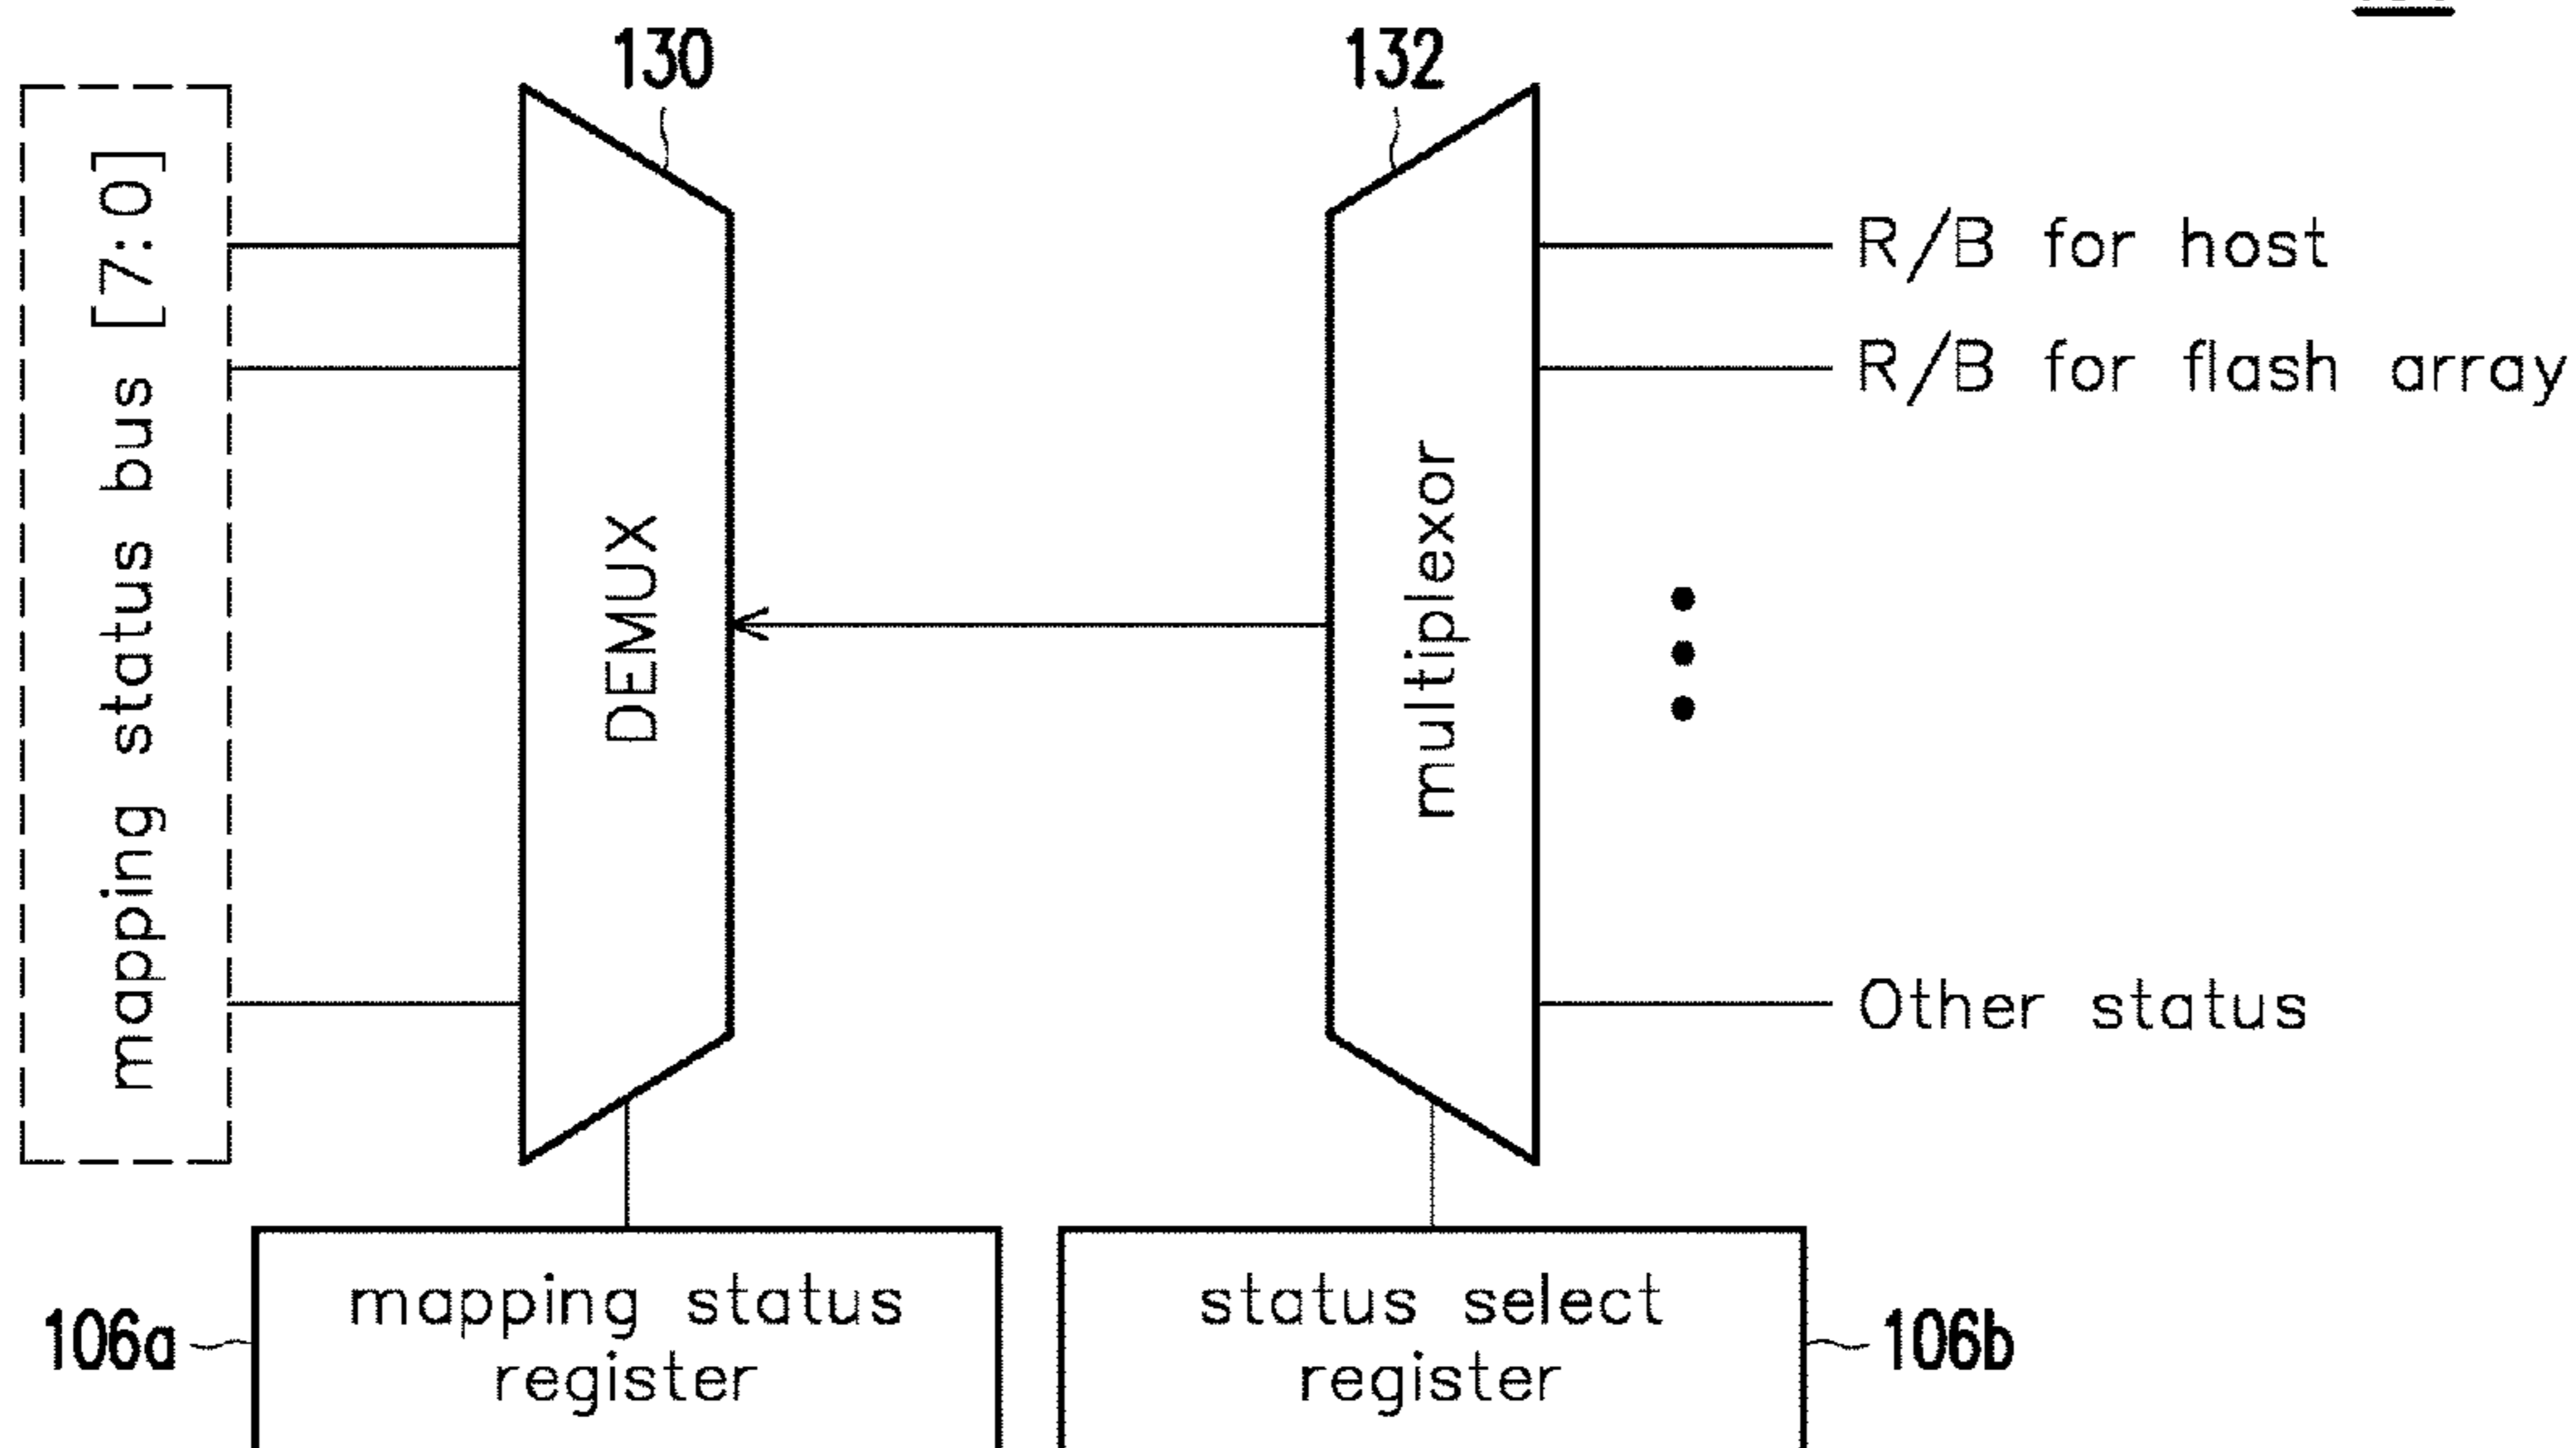 130
132
mapping status bus [7:0]
DEMUX
multiplexor
R/B for host
R/B for flash array
Other status
106a
mapping status
register
status select
register
106b